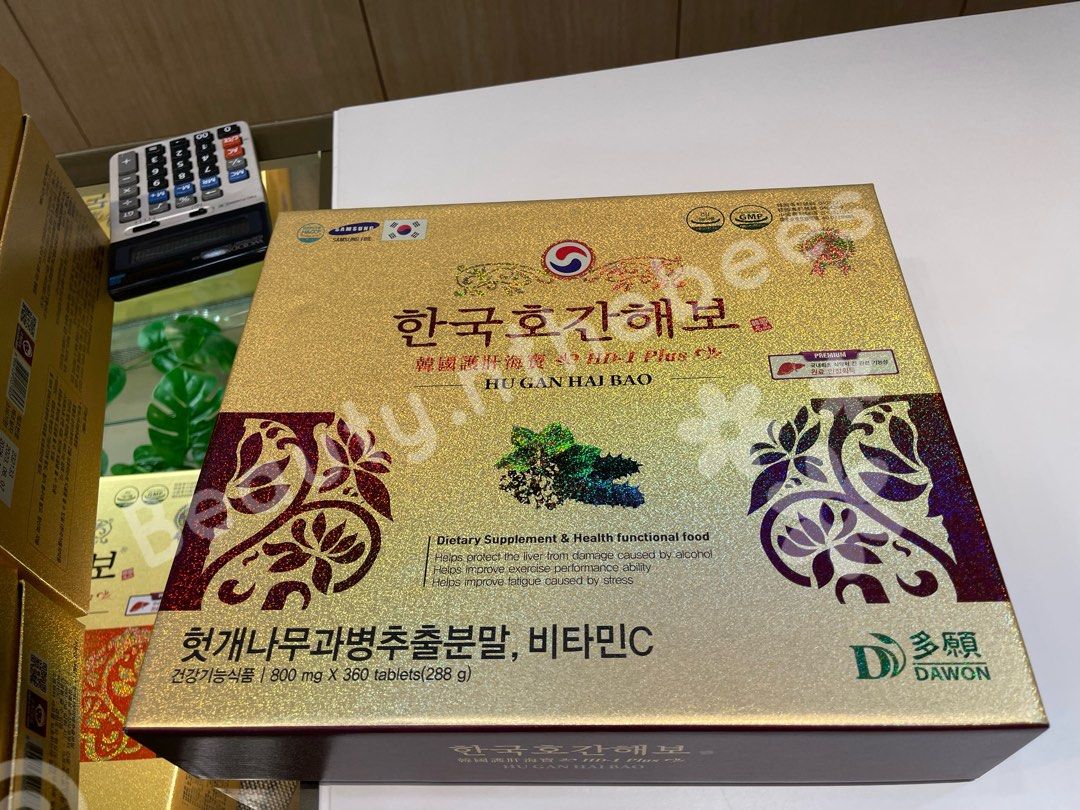 SAMSUNG
SAMSUNG FIRE
GMP
한국호간해보
韓國護肝海寶 HD-1 Plus
HU GAN HAI BAO
PREMIUM
Dietary Supplement & Health functional food
Helps protect the liver from damage caused by alcohol
Helps improve exercise performance ability
Helps improve fatigue caused by stress
헛개나무과병추출분말, 비타민C
건강기능식품 | 800 mg X 360 tablets(288 g)
多願
DAWON
한국호간해보
韓國護肝海寶 HD-1 Plus
HU GAN HAI BAO